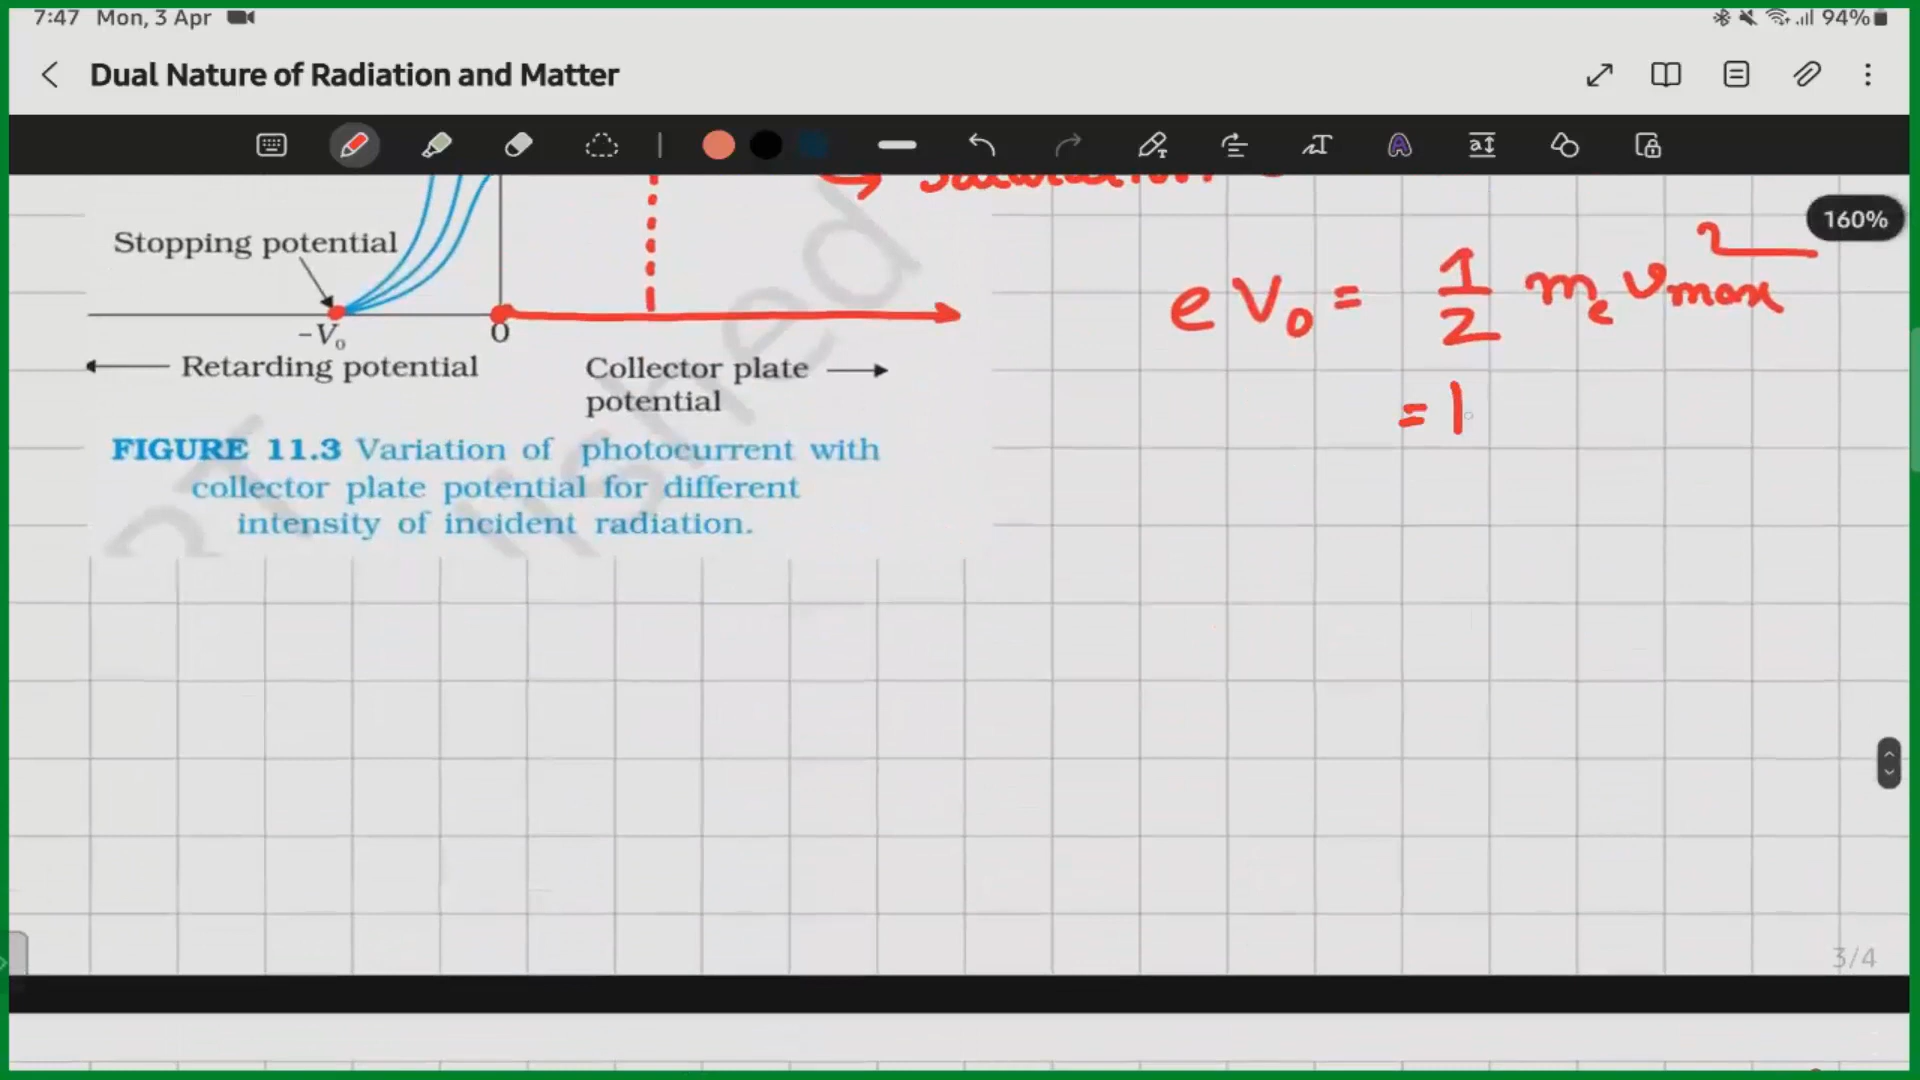 7:47 Mon, 3 Apr 94%
Dual Nature of Radiation and Matter
160%
Stopping potential
e V₀ = 1/2 mₑ vmax²
−V₀ 0
Retarding potential
Collector plate
potential
= 1
FIGURE 11.3 Variation of photocurrent with
collector plate potential for different
intensity of incident radiation.
3/4